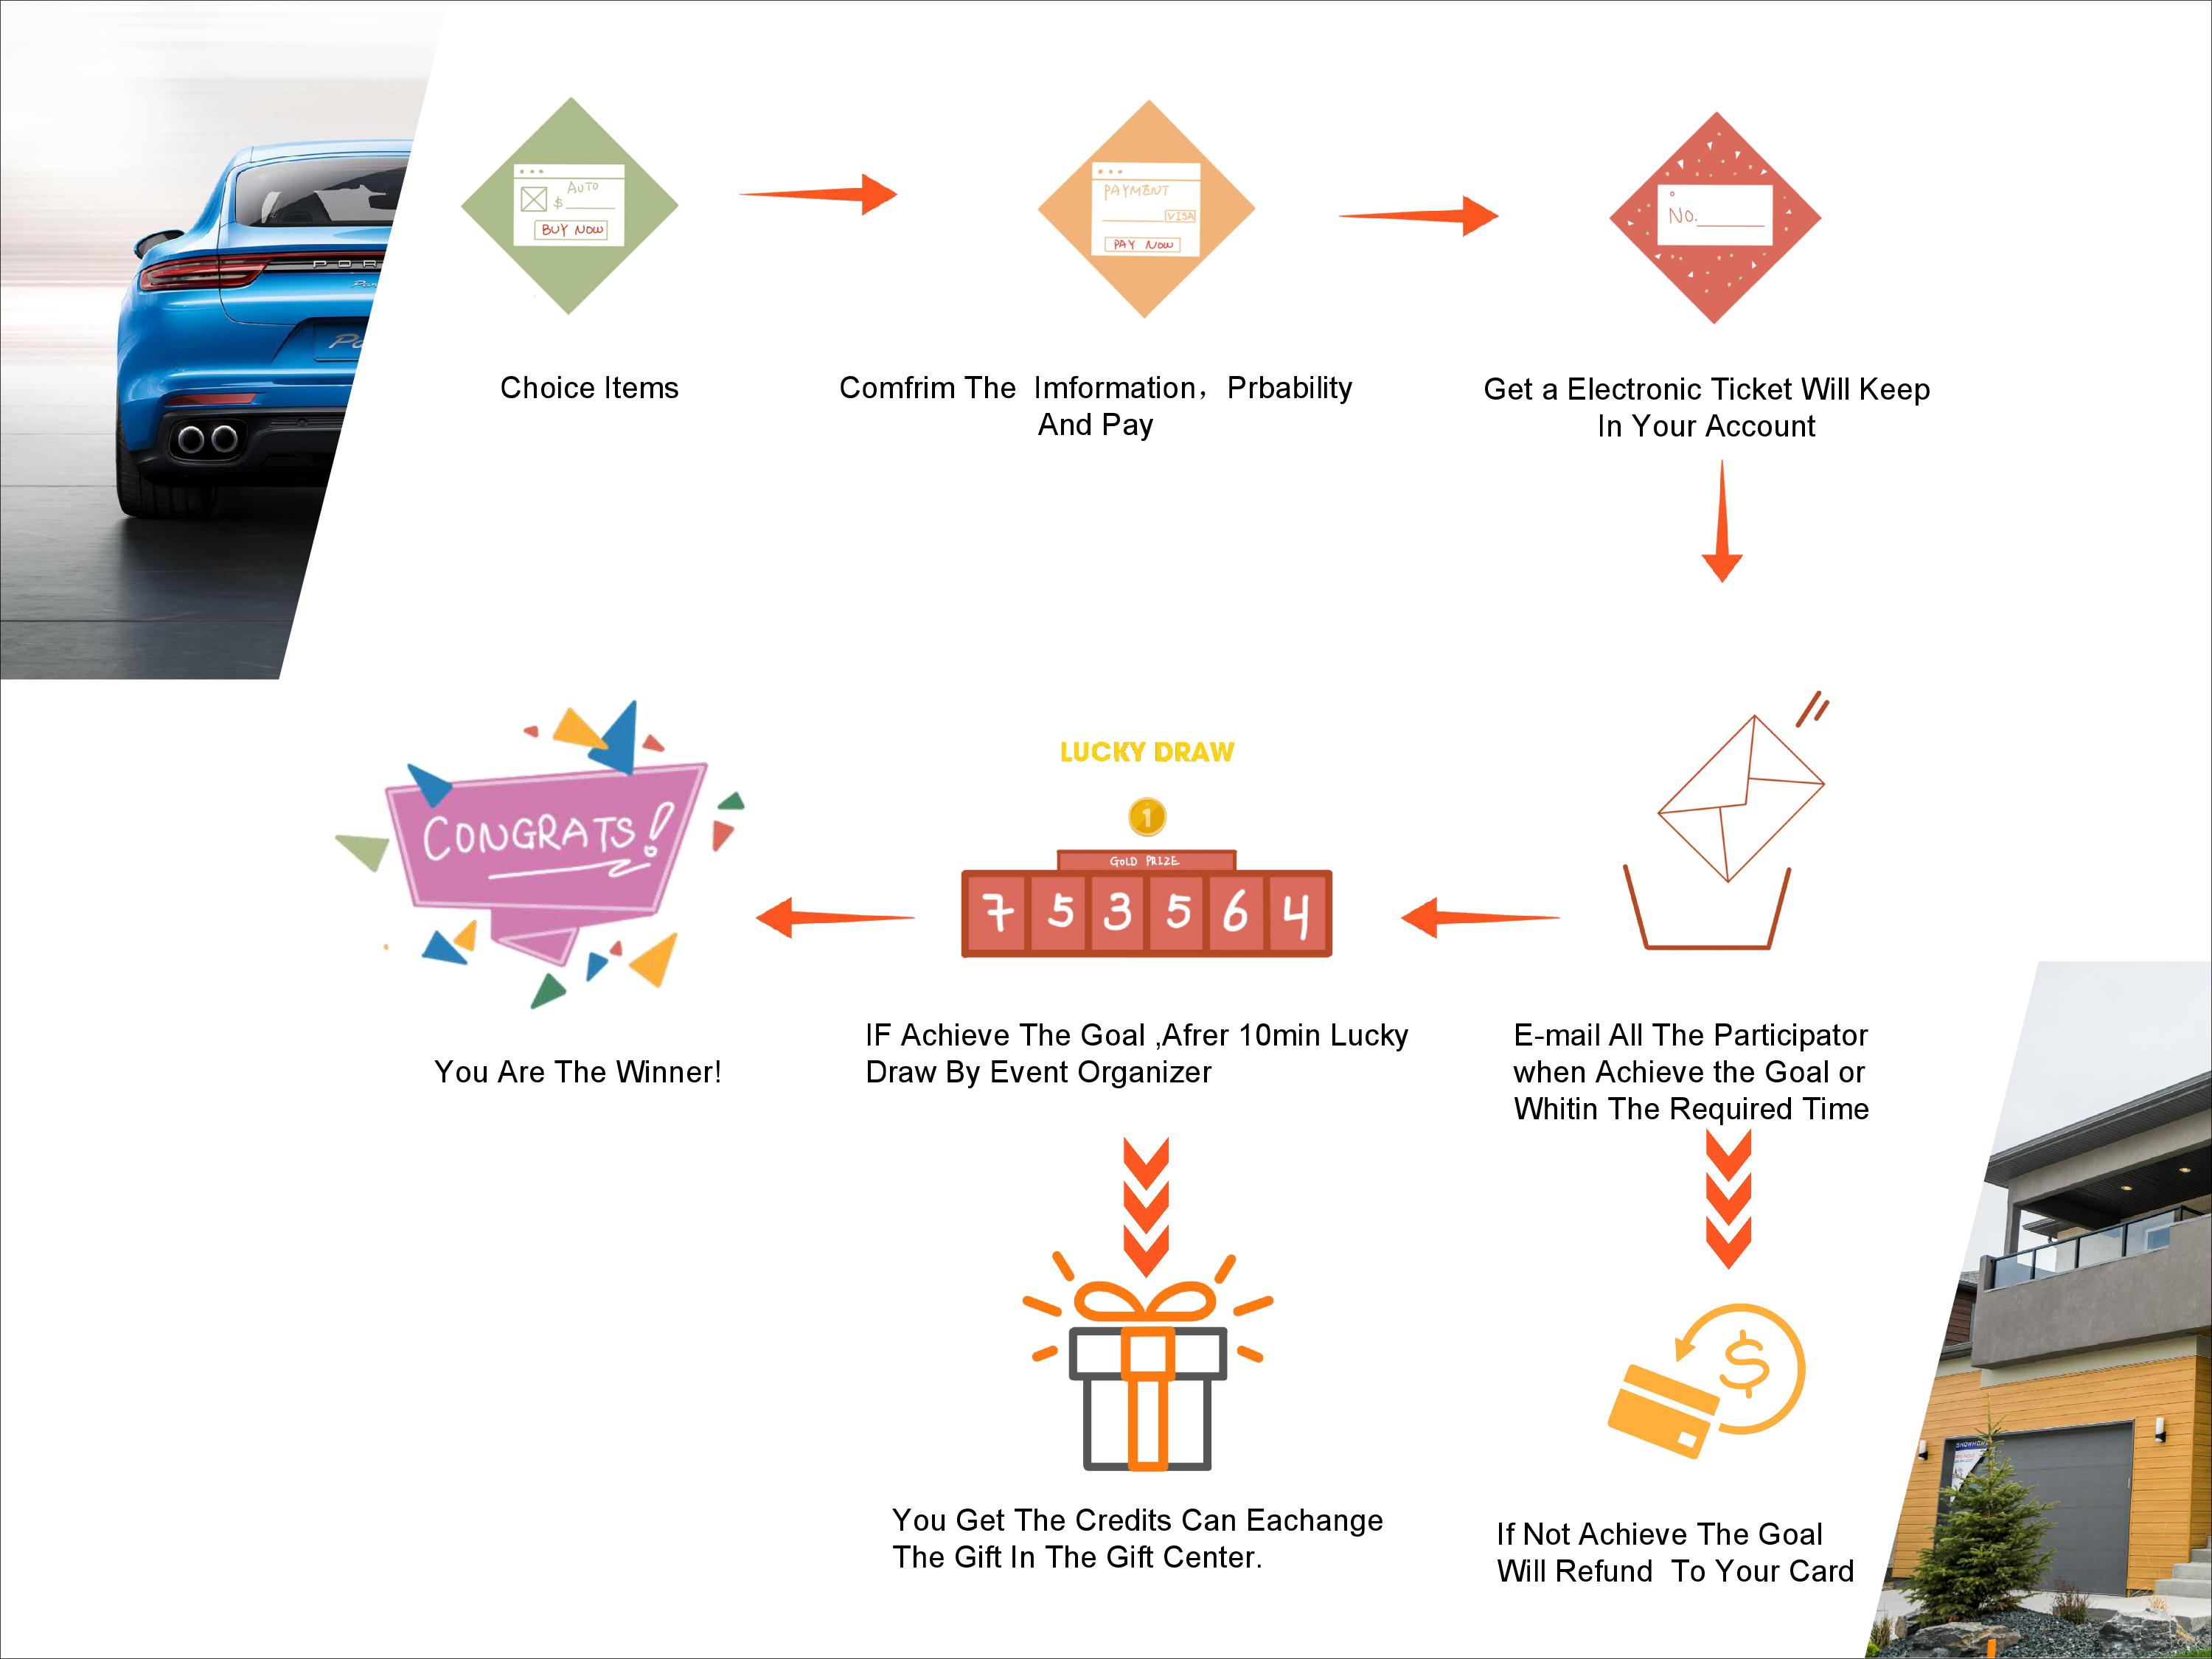 AUTO
$
BUY NOW
PAYMENT
VISA
PAY NOW
No.
Choice Items
Comfrim The Imformation，Prbability
And Pay
Get a Electronic Ticket Will Keep
In Your Account
CONGRATS!
LUCKY DRAW
1
GOLD PRIZE
7 5 3 5 6 4
You Are The Winner!
IF Achieve The Goal ,Afrer 10min Lucky
Draw By Event Organizer
E-mail All The Participator
when Achieve the Goal or
Whitin The Required Time
$
You Get The Credits Can Eachange
The Gift In The Gift Center.
If Not Achieve The Goal
Will Refund To Your Card